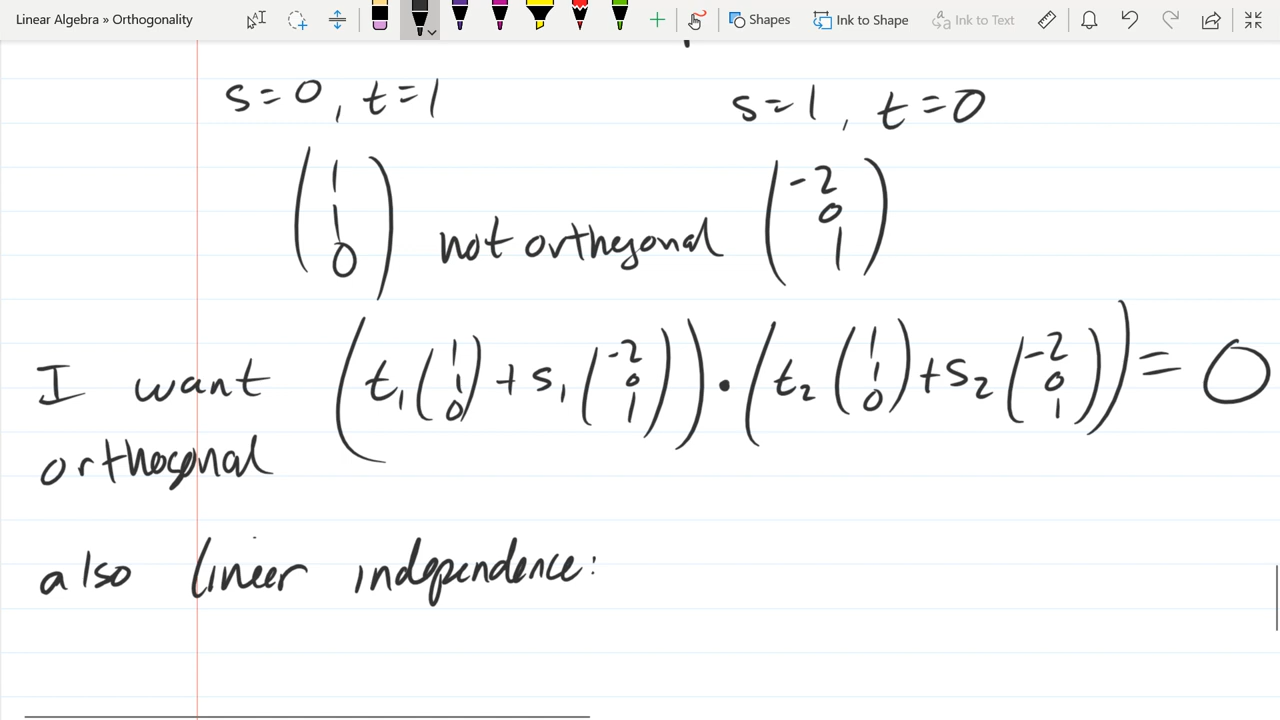 Linear Algebra » Orthogonality
Shapes
Ink to Shape
Ink to Text
s=0, t=1
s=1, t=0
(1 1 0) not orthogonal (-2 0 1)
I want (t₁(1 1 0) + s₁(-2 0 1)) • (t₂(1 1 0) + s₂(-2 0 1)) = 0
orthogonal
also linear independence: